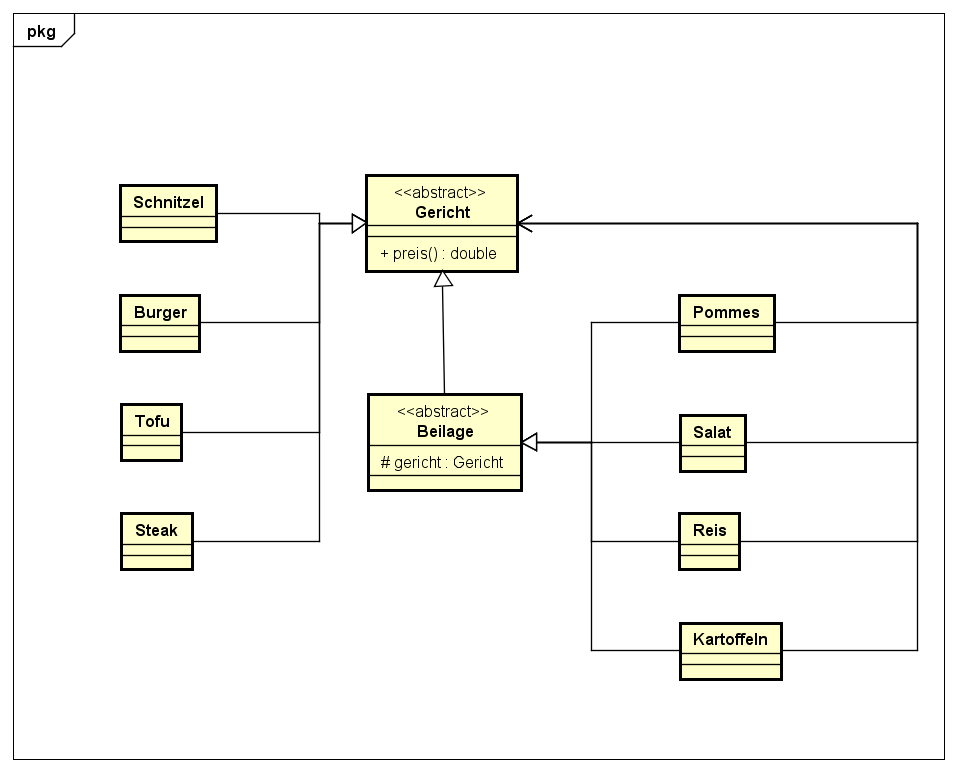 pkg
<<abstract>>
Gericht
+ preis() : double
Schnitzel
Burger
Tofu
Steak
<<abstract>>
Beilage
# gericht : Gericht
Pommes
Salat
Reis
Kartoffeln